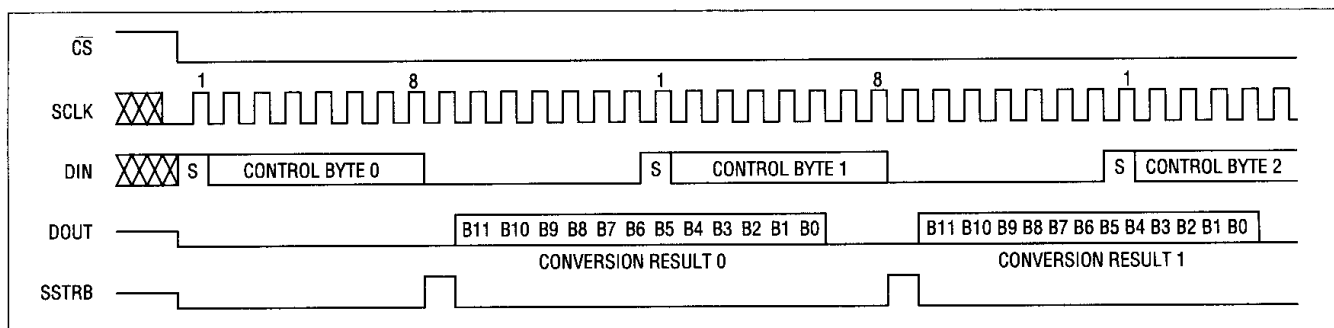 CS
1 8 1 8 1
SCLK
DIN S CONTROL BYTE 0 S CONTROL BYTE 1 S CONTROL BYTE 2
DOUT B11 B10 B9 B8 B7 B6 B5 B4 B3 B2 B1 B0 B11 B10 B9 B8 B7 B6 B5 B4 B3 B2 B1 B0
CONVERSION RESULT 0 CONVERSION RESULT 1
SSTRB